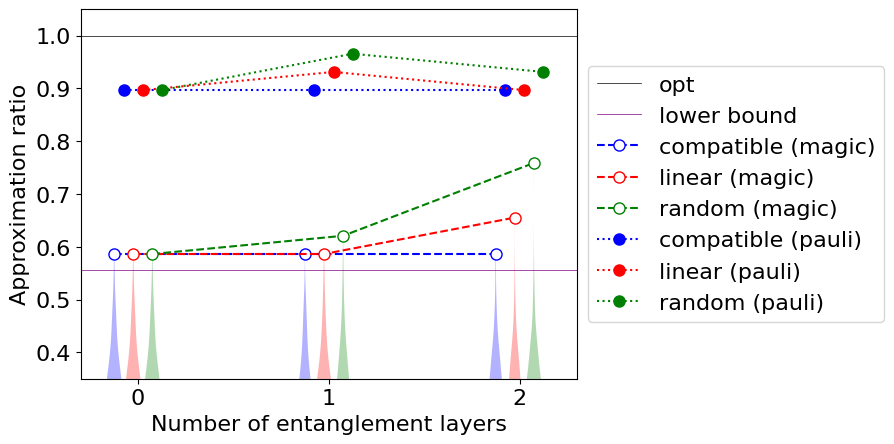 1.0
0.9
0.8
0.7
0.6
0.5
0.4
Approximation ratio
0 1 2
Number of entanglement layers
opt
lower bound
compatible (magic)
linear (magic)
random (magic)
compatible (pauli)
linear (pauli)
random (pauli)